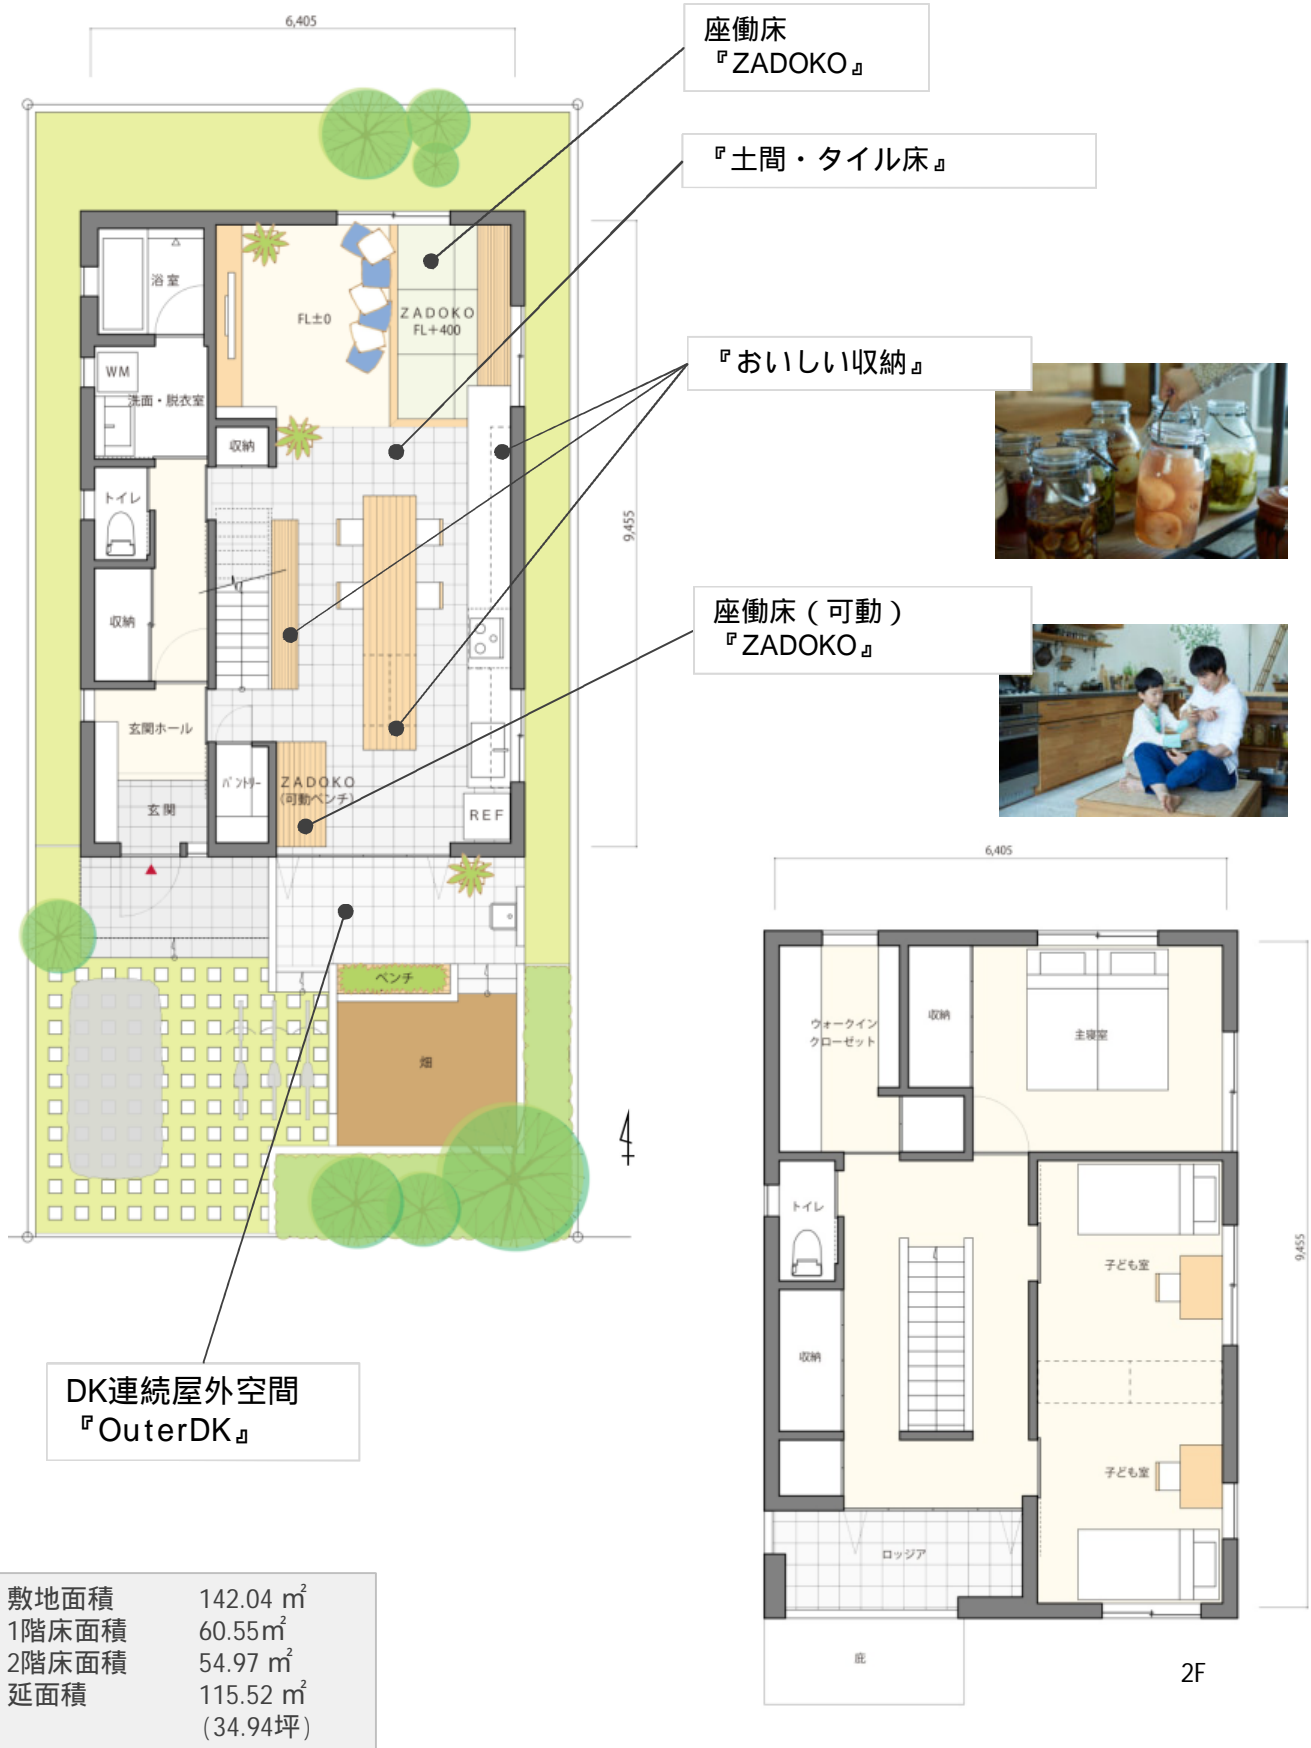 6,405
座働床
『ZADOKO』
『土間・タイル床』
浴室
FL±0
ZADOKO
FL+400
『おいしい収納』
WM
洗面・脱衣室
収納
トイレ
9,455
収納
座働床（可動）
『ZADOKO』
玄関ホール
パントリー
ZADOKO
(可動ベンチ)
玄関
REF
ベンチ
畑
DK連続屋外空間
『OuterDK』
6,405
ウォークイン
クローゼット
収納
主寝室
トイレ
子ども室
9,455
収納
子ども室
ロッジア
庇
2F
敷地面積 142.04 ㎡
1階床面積 60.55㎡
2階床面積 54.97 ㎡
延面積 115.52 ㎡
(34.94坪)